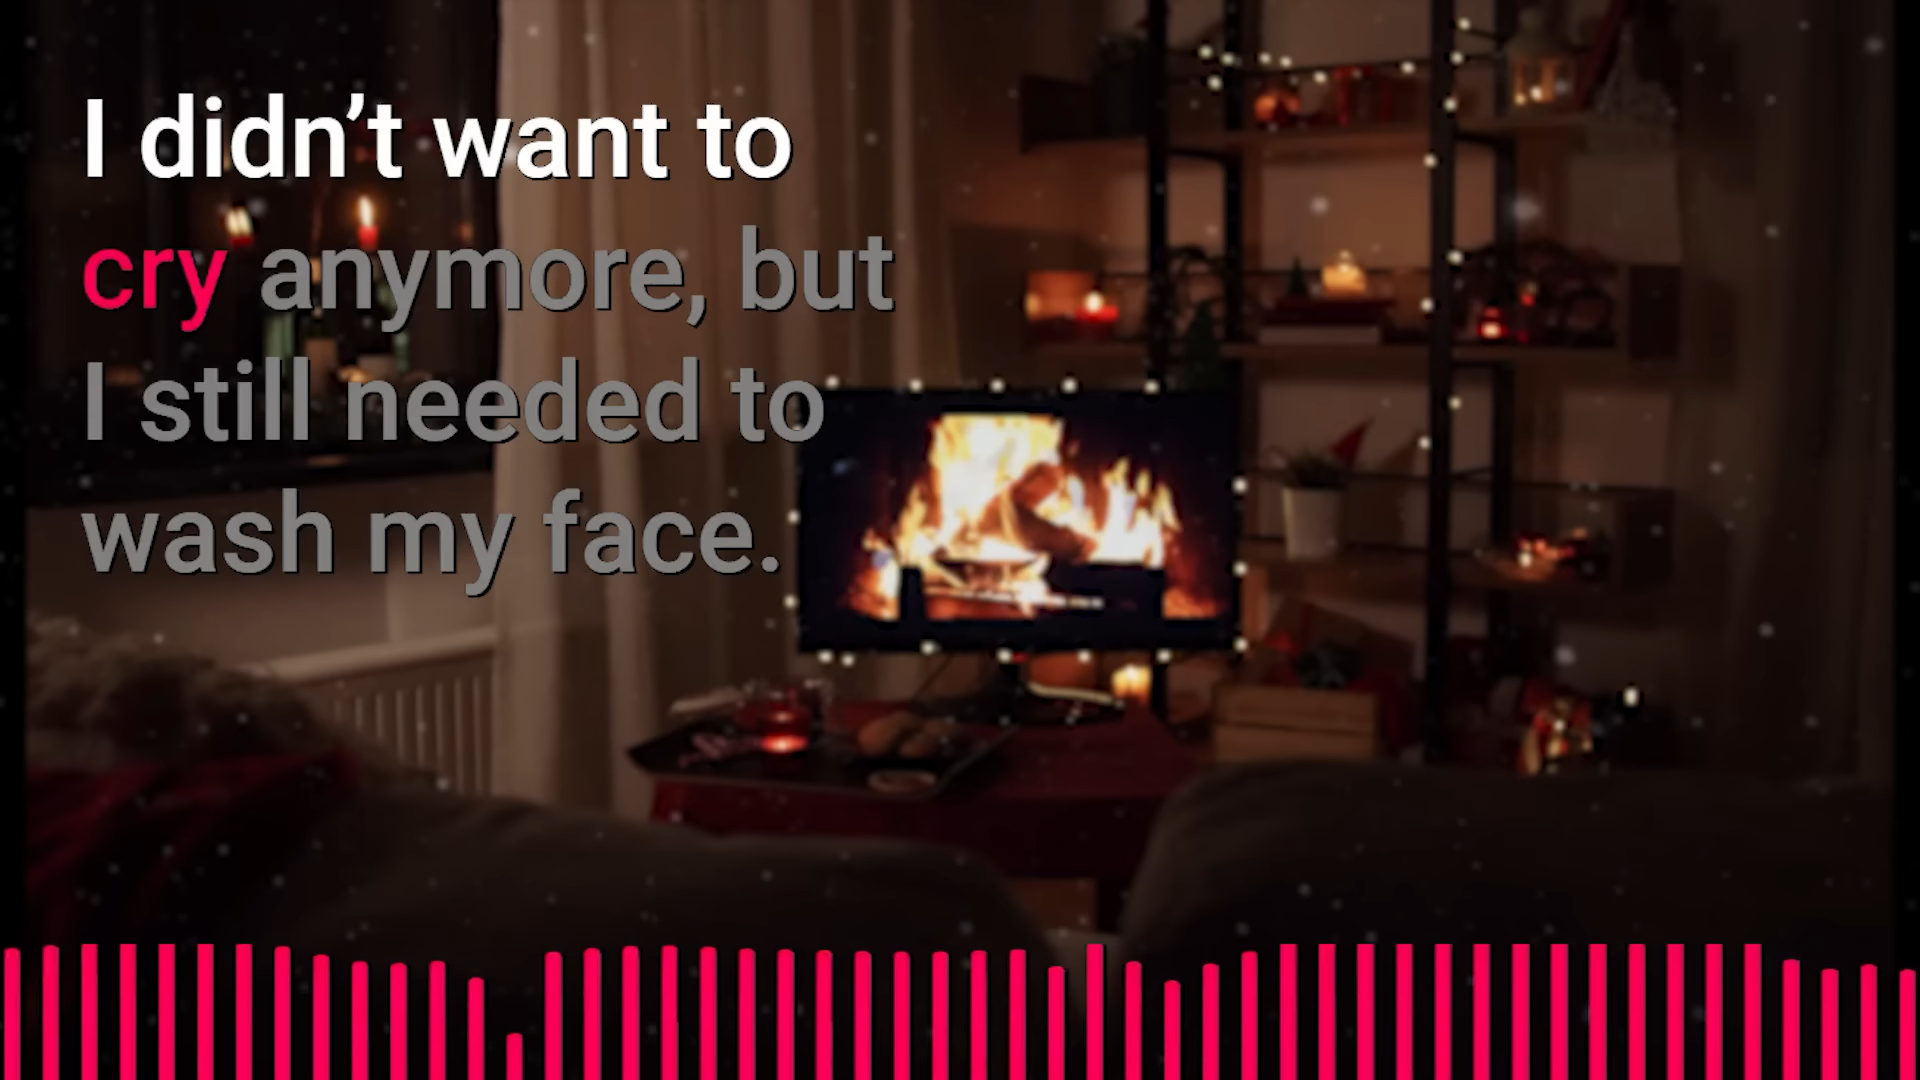 I didn’t want to
cry anymore, but
I still needed to
wash my face.